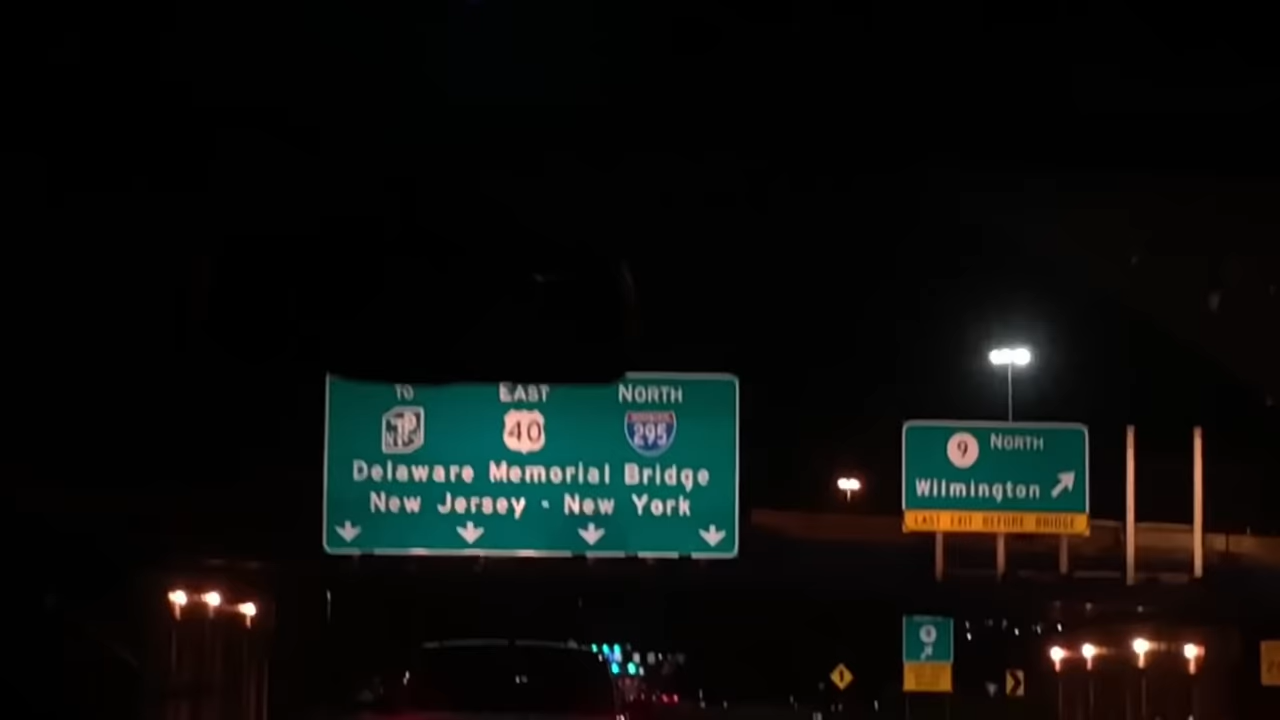 TO EAST NORTH
TP 40 295
Delaware Memorial Bridge
New Jersey - New York
9 NORTH
Wilmington
LAST EXIT BEFORE BRIDGE
9